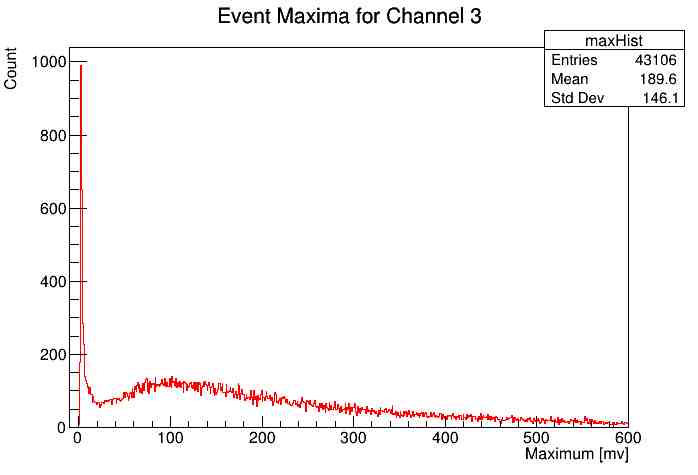 Event Maxima for Channel 3
maxHist
Entries 43106
Mean 189.6
Std Dev 146.1
Count
1000
800
600
400
200
0
0 100 200 300 400 500 600
Maximum [mv]